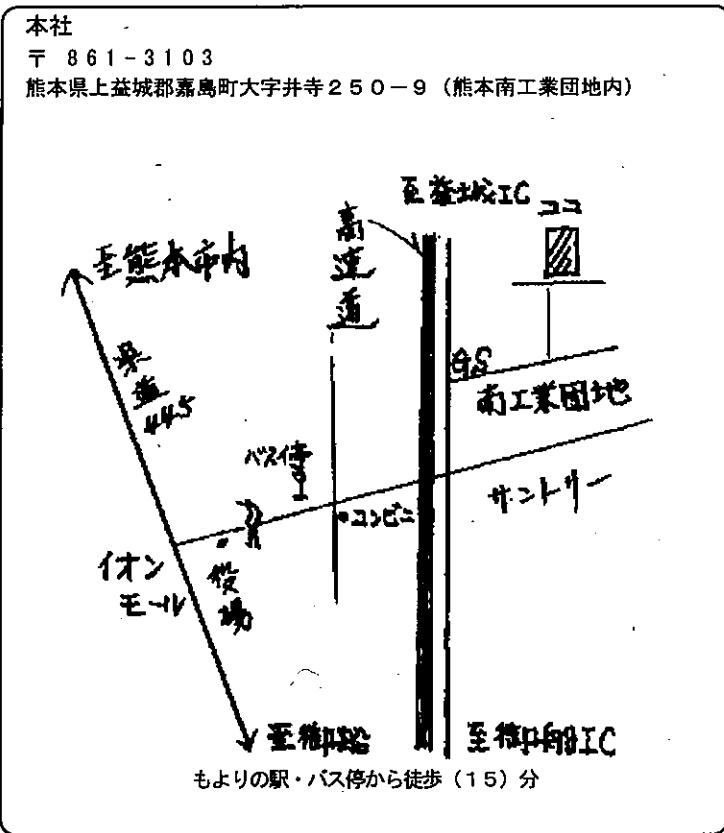 本社
〒 861-3103
熊本県上益城郡嘉島町大字井寺250-9（熊本南工業団地内）
至益城IC
ココ
高速道
至熊本市内
県道445
GS
南工業団地
バス停
サントリー
・コンビニ
イオンモール
・役場
至御船
至御船IC
もよりの駅・バス停から徒歩（15）分